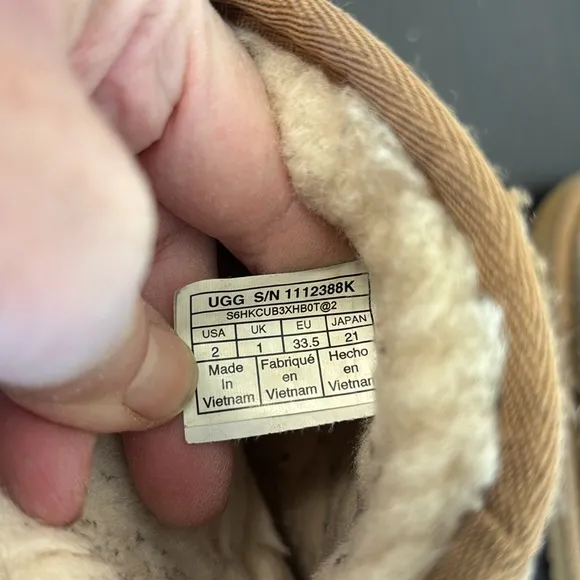 UGG S/N 1112388K
S6HKCUB3XHB0T@2
USA UK EU JAPAN
2 1 33.5 21
Made Fabriqué Hecho
in en en
Vietnam Vietnam Vietnam